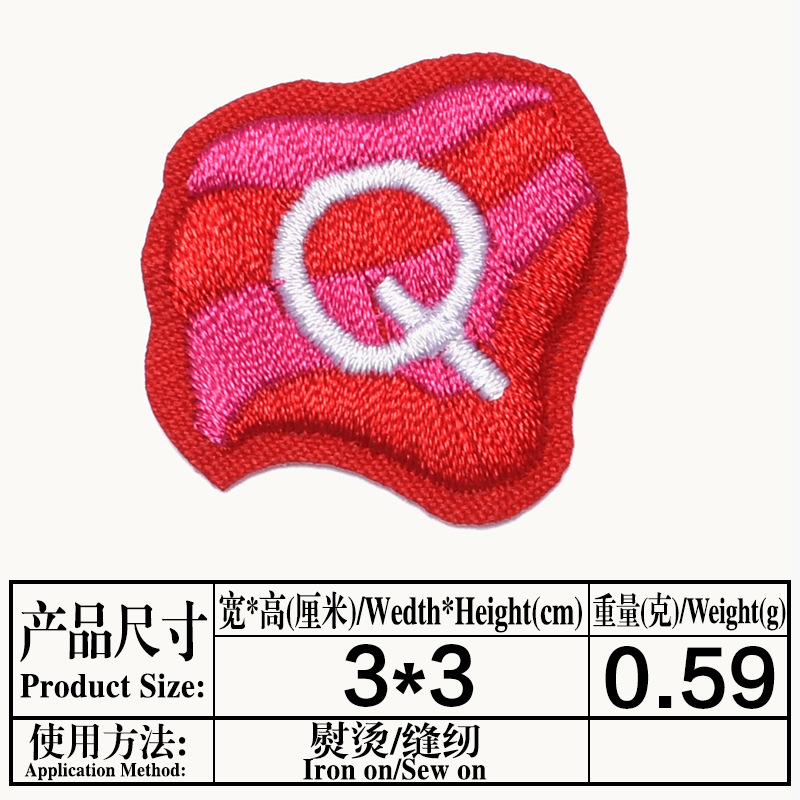 Q
产品尺寸
Product Size:
宽*高(厘米)/Wedth*Height(cm)
重量(克)/Weight(g)
3*3
0.59
使用方法:
Application Method:
熨烫/缝纫
Iron on/Sew on